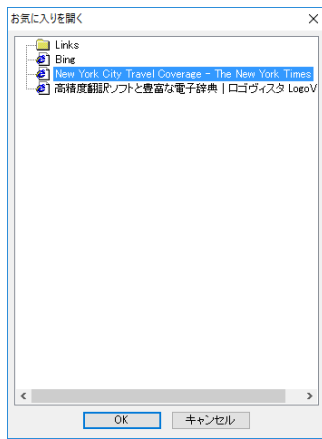 お気に入りを開く
Links
Bing
New York City Travel Coverage - The New York Times
高精度翻訳ソフトと豊富な電子辞典 | ロゴヴィスタ LogoV
OK
キャンセル